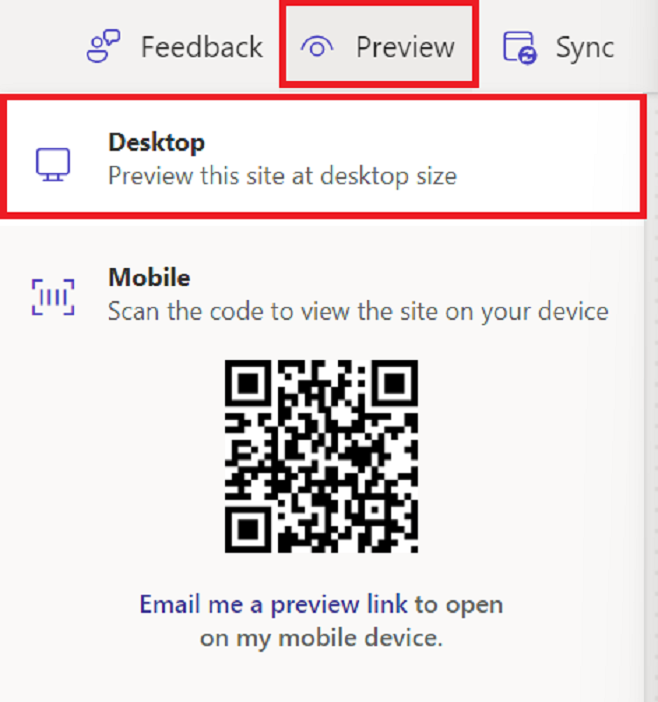 Feedback Preview Sync
Desktop
Preview this site at desktop size
Mobile
Scan the code to view the site on your device
Email me a preview link to open
on my mobile device.